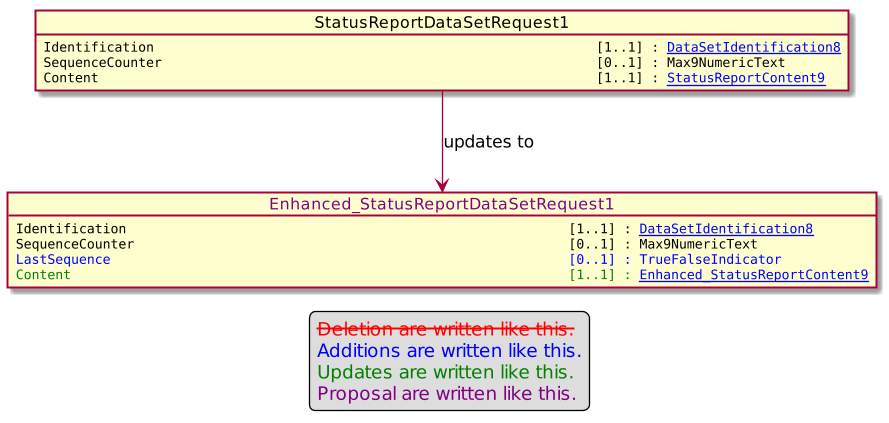 StatusReportDataSetRequest1
Identification [1..1] : DataSetIdentification8
SequenceCounter [0..1] : Max9NumericText
Content [1..1] : StatusReportContent9
updates to
Enhanced_StatusReportDataSetRequest1
Identification [1..1] : DataSetIdentification8
SequenceCounter [0..1] : Max9NumericText
LastSequence [0..1] : TrueFalseIndicator
Content [1..1] : Enhanced_StatusReportContent9
Deletion are written like this.
Additions are written like this.
Updates are written like this.
Proposal are written like this.